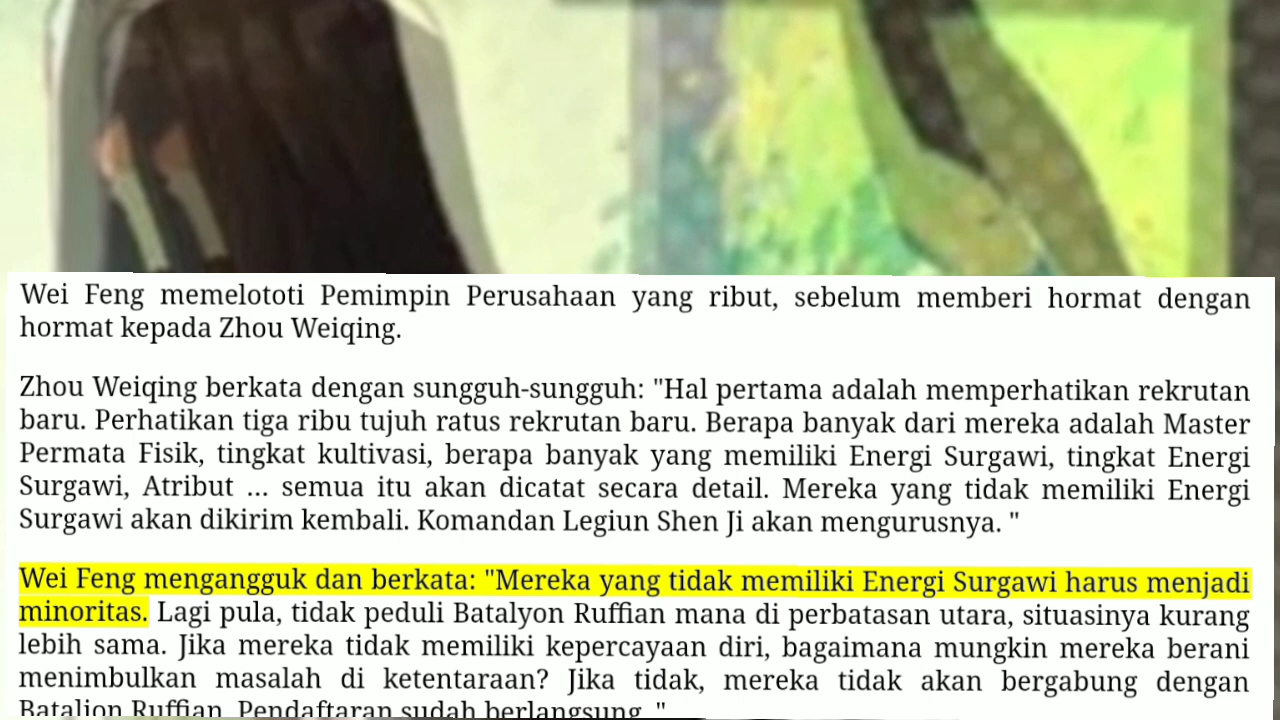 Wei Feng memelototi Pemimpin Perusahaan yang ribut, sebelum memberi hormat dengan
hormat kepada Zhou Weiqing.
Zhou Weiqing berkata dengan sungguh-sungguh: "Hal pertama adalah memperhatikan rekrutan
baru. Perhatikan tiga ribu tujuh ratus rekrutan baru. Berapa banyak dari mereka adalah Master
Permata Fisik, tingkat kultivasi, berapa banyak yang memiliki Energi Surgawi, tingkat Energi
Surgawi, Atribut ... semua itu akan dicatat secara detail. Mereka yang tidak memiliki Energi
Surgawi akan dikirim kembali. Komandan Legiun Shen Ji akan mengurusnya. "
Wei Feng mengangguk dan berkata: "Mereka yang tidak memiliki Energi Surgawi harus menjadi
minoritas. Lagi pula, tidak peduli Batalyon Ruffian mana di perbatasan utara, situasinya kurang
lebih sama. Jika mereka tidak memiliki kepercayaan diri, bagaimana mungkin mereka berani
menimbulkan masalah di ketentaraan? Jika tidak, mereka tidak akan bergabung dengan
Batalion Ruffian. Pendaftaran sudah berlangsung. "